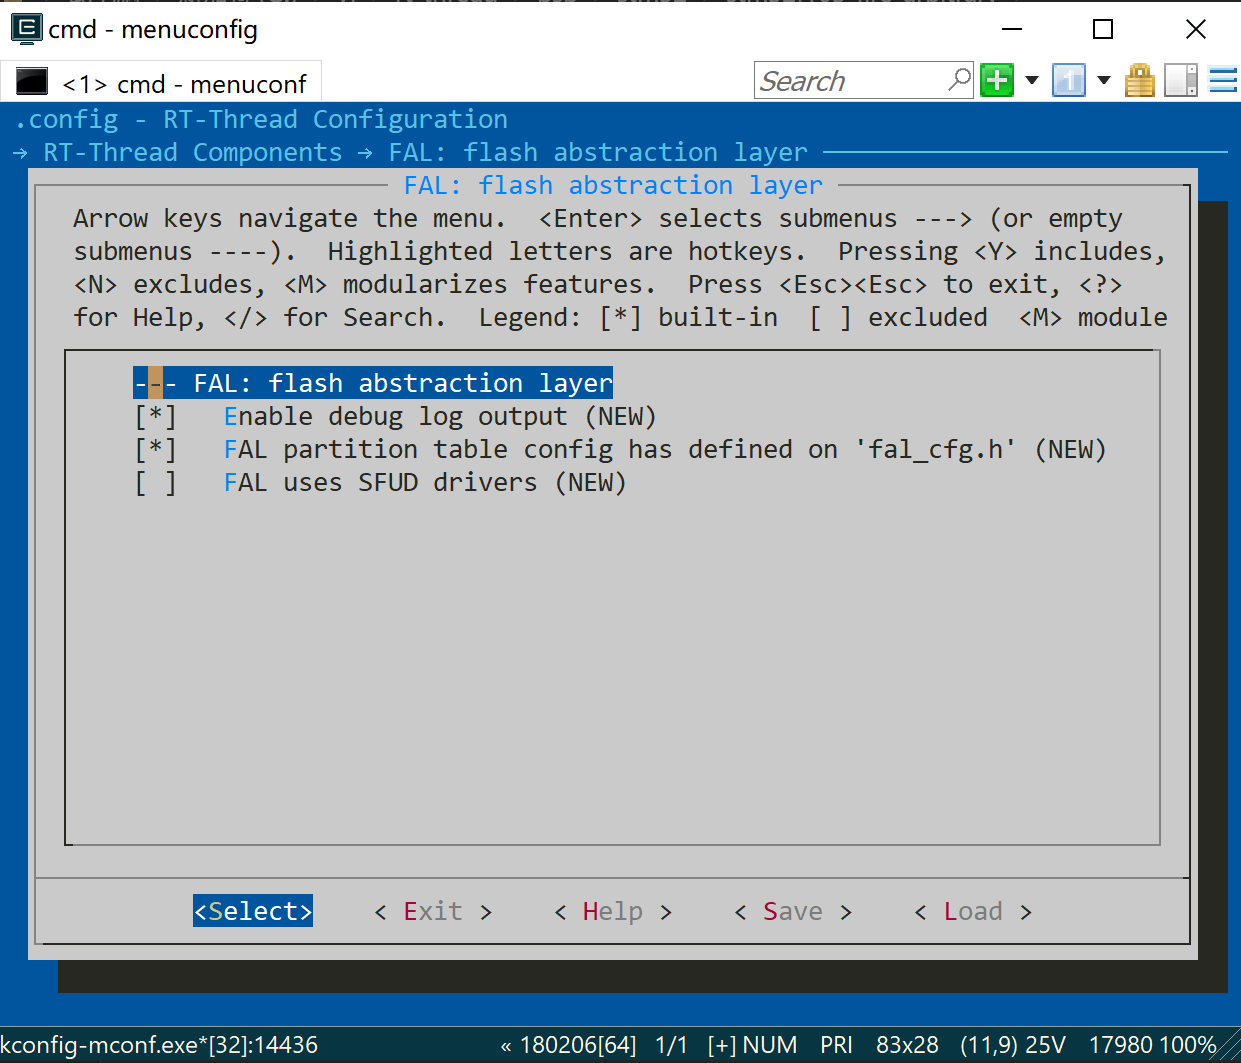 cmd - menuconfig
<1> cmd - menuconf
Search
1
.config - RT-Thread Configuration
→ RT-Thread Components → FAL: flash abstraction layer
FAL: flash abstraction layer
Arrow keys navigate the menu.  <Enter> selects submenus ---> (or empty
submenus ----).  Highlighted letters are hotkeys.  Pressing <Y> includes,
<N> excludes, <M> modularizes features.  Press <Esc><Esc> to exit, <?>
for Help, </> for Search.  Legend: [*] built-in  [ ] excluded  <M> module
--- FAL: flash abstraction layer
[*]   Enable debug log output (NEW)
[*]   FAL partition table config has defined on 'fal_cfg.h' (NEW)
[ ]   FAL uses SFUD drivers (NEW)
<Select>    < Exit >    < Help >    < Save >    < Load >
kconfig-mconf.exe*[32]:14436    « 180206[64]  1/1  [+] NUM  PRI  83x28  (11,9) 25V  17980 100%